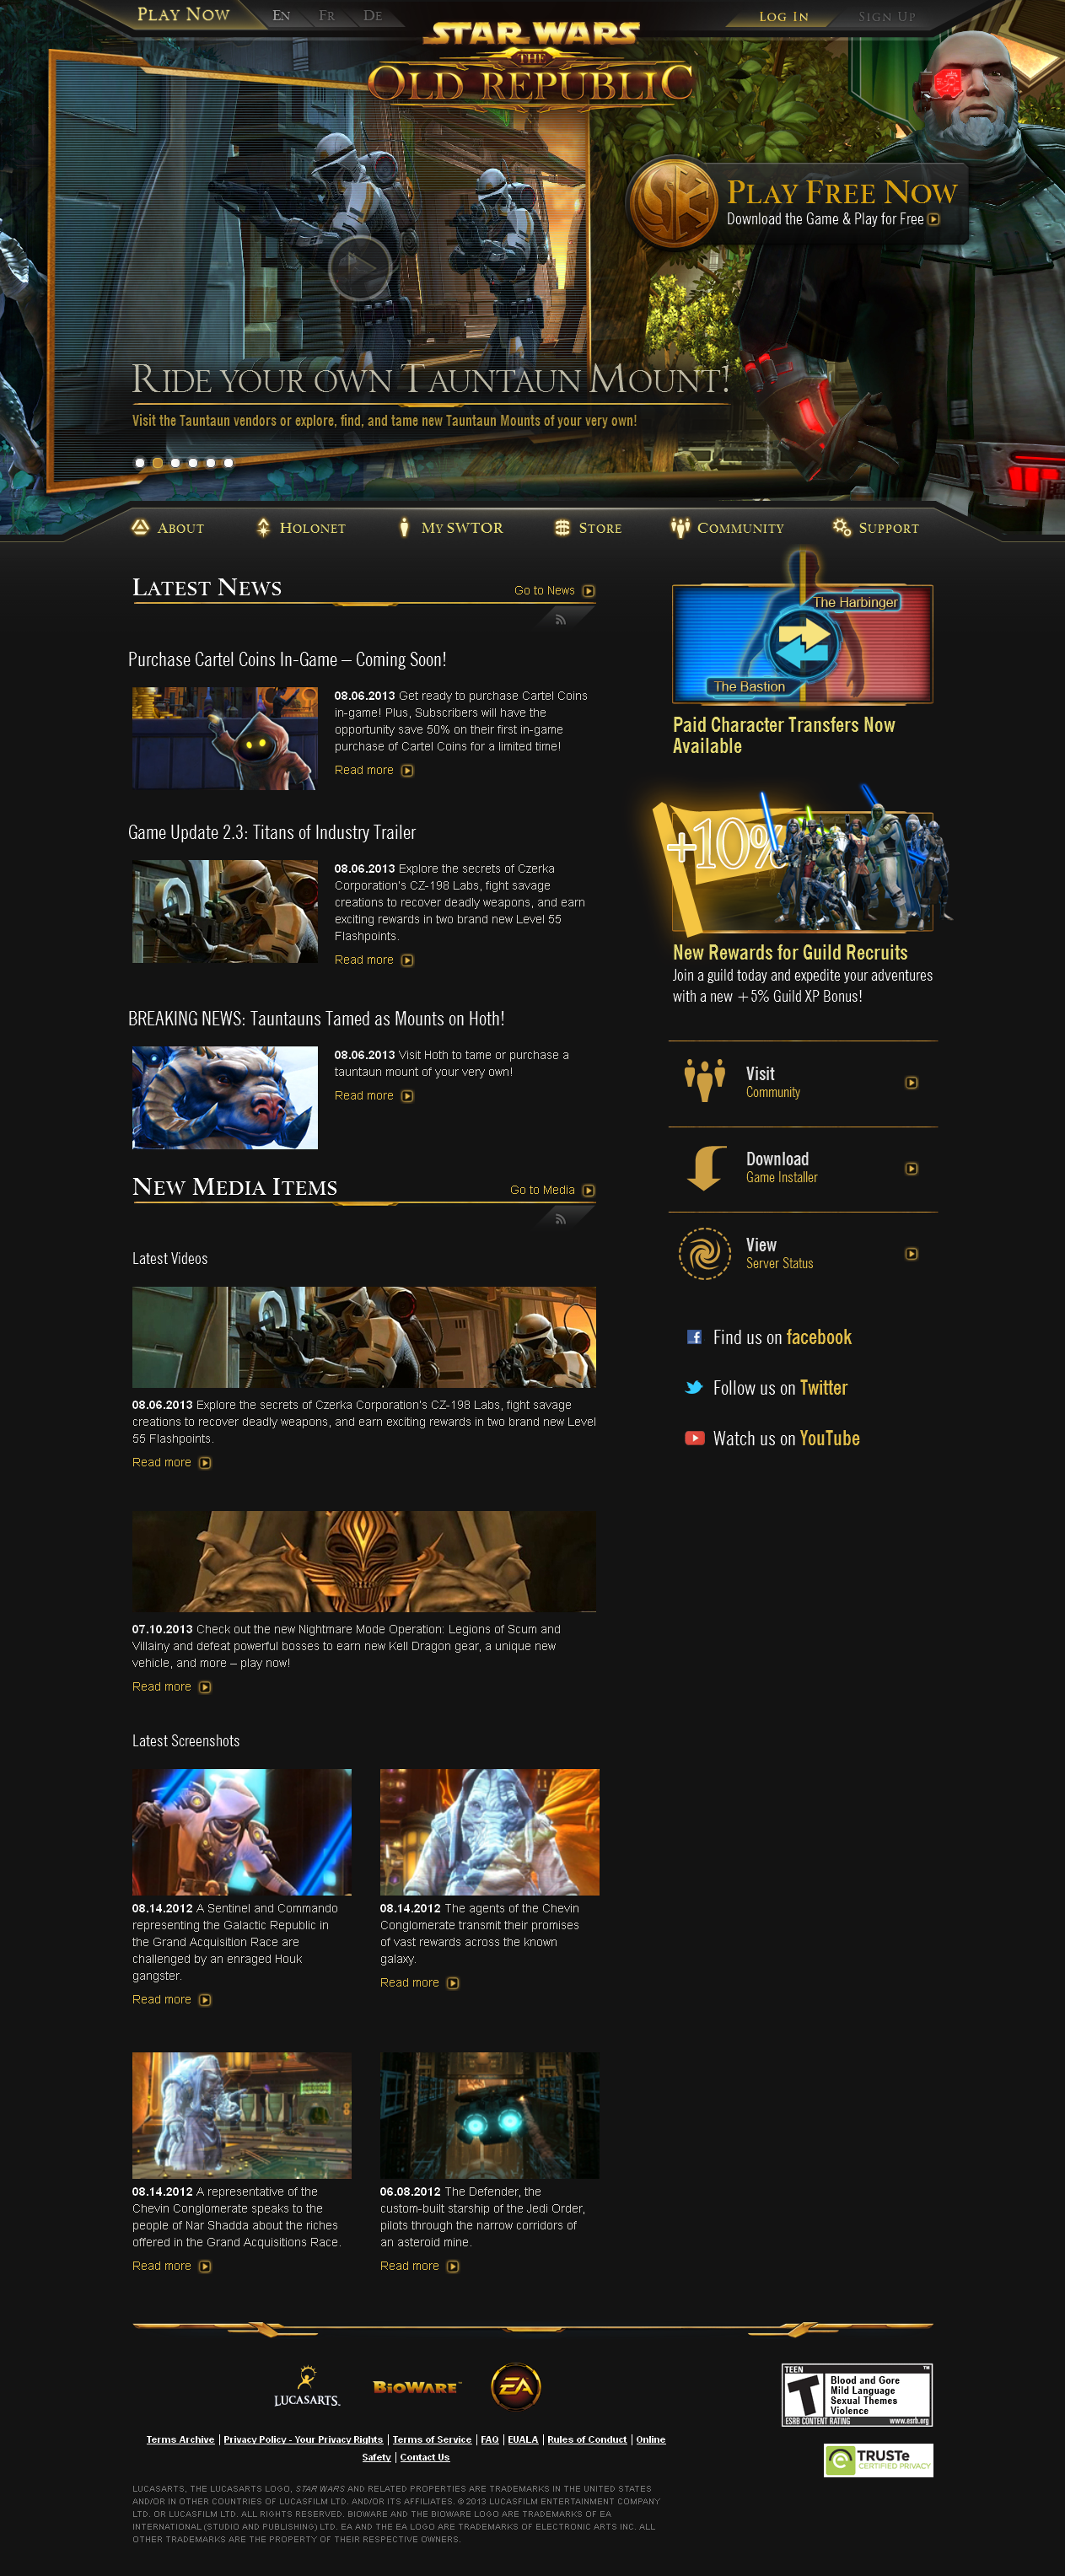 Play Now
En
Fr
De
Log In
Sign Up
STAR WARS
THE
OLD REPUBLIC
Play Free Now
Download the Game & Play for Free
Ride your own Tauntaun Mount!
Visit the Tauntaun vendors or explore, find, and tame new Tauntaun Mounts of your very own!
About
Holonet
My SWTOR
Store
Community
Support
Latest News
Go to News
Purchase Cartel Coins In-Game – Coming Soon!
08.06.2013 Get ready to purchase Cartel Coins
in-game! Plus, Subscribers will have the
opportunity save 50% on their first in-game
purchase of Cartel Coins for a limited time!
Read more
Game Update 2.3: Titans of Industry Trailer
08.06.2013 Explore the secrets of Czerka
Corporation's CZ-198 Labs, fight savage
creations to recover deadly weapons, and earn
exciting rewards in two brand new Level 55
Flashpoints.
Read more
BREAKING NEWS: Tauntauns Tamed as Mounts on Hoth!
08.06.2013 Visit Hoth to tame or purchase a
tauntaun mount of your very own!
Read more
The Harbinger
The Bastion
Paid Character Transfers Now
Available
+10%
New Rewards for Guild Recruits
Join a guild today and expedite your adventures
with a new +5% Guild XP Bonus!
Visit
Community
Download
Game Installer
View
Server Status
Find us on facebook
Follow us on Twitter
Watch us on YouTube
New Media Items
Go to Media
Latest Videos
08.06.2013 Explore the secrets of Czerka Corporation's CZ-198 Labs, fight savage
creations to recover deadly weapons, and earn exciting rewards in two brand new Level
55 Flashpoints.
Read more
07.10.2013 Check out the new Nightmare Mode Operation: Legions of Scum and
Villainy and defeat powerful bosses to earn new Kell Dragon gear, a unique new
vehicle, and more – play now!
Read more
Latest Screenshots
08.14.2012 A Sentinel and Commando
representing the Galactic Republic in
the Grand Acquisition Race are
challenged by an enraged Houk
gangster.
Read more
08.14.2012 The agents of the Chevin
Conglomerate transmit their promises
of vast rewards across the known
galaxy.
Read more
08.14.2012 A representative of the
Chevin Conglomerate speaks to the
people of Nar Shadda about the riches
offered in the Grand Acquisitions Race.
Read more
06.08.2012 The Defender, the
custom-built starship of the Jedi Order,
pilots through the narrow corridors of
an asteroid mine.
Read more
LUCASARTS
BIOWARE
EA
TEEN
T
Blood and Gore
Mild Language
Sexual Themes
Violence
ESRB CONTENT RATING www.esrb.org
TRUSTe
CERTIFIED PRIVACY
Terms Archive | Privacy Policy - Your Privacy Rights | Terms of Service | FAQ | EUALA | Rules of Conduct | Online
Safety | Contact Us
LUCASARTS, THE LUCASARTS LOGO, STAR WARS AND RELATED PROPERTIES ARE TRADEMARKS IN THE UNITED STATES
AND/OR IN OTHER COUNTRIES OF LUCASFILM LTD. AND/OR ITS AFFILIATES. © 2013 LUCASFILM ENTERTAINMENT COMPANY
LTD. OR LUCASFILM LTD. ALL RIGHTS RESERVED. BIOWARE AND THE BIOWARE LOGO ARE TRADEMARKS OF EA
INTERNATIONAL (STUDIO AND PUBLISHING) LTD. EA AND THE EA LOGO ARE TRADEMARKS OF ELECTRONIC ARTS INC. ALL
OTHER TRADEMARKS ARE THE PROPERTY OF THEIR RESPECTIVE OWNERS.